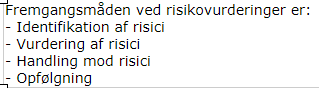 Fremgangsmåden ved risikovurderinger er:
- Identifikation af risici
- Vurdering af risici
- Handling mod risici
- Opfølgning